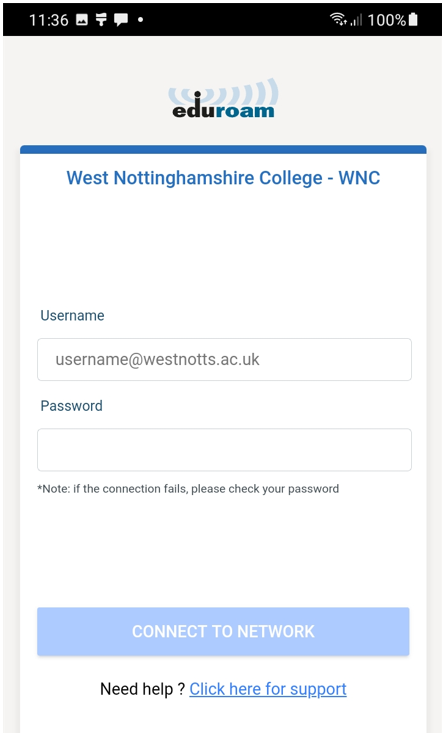 11:36
100%
eduroam
West Nottinghamshire College - WNC
Username
username@westnotts.ac.uk
Password
*Note: if the connection fails, please check your password
CONNECT TO NETWORK
Need help ? Click here for support